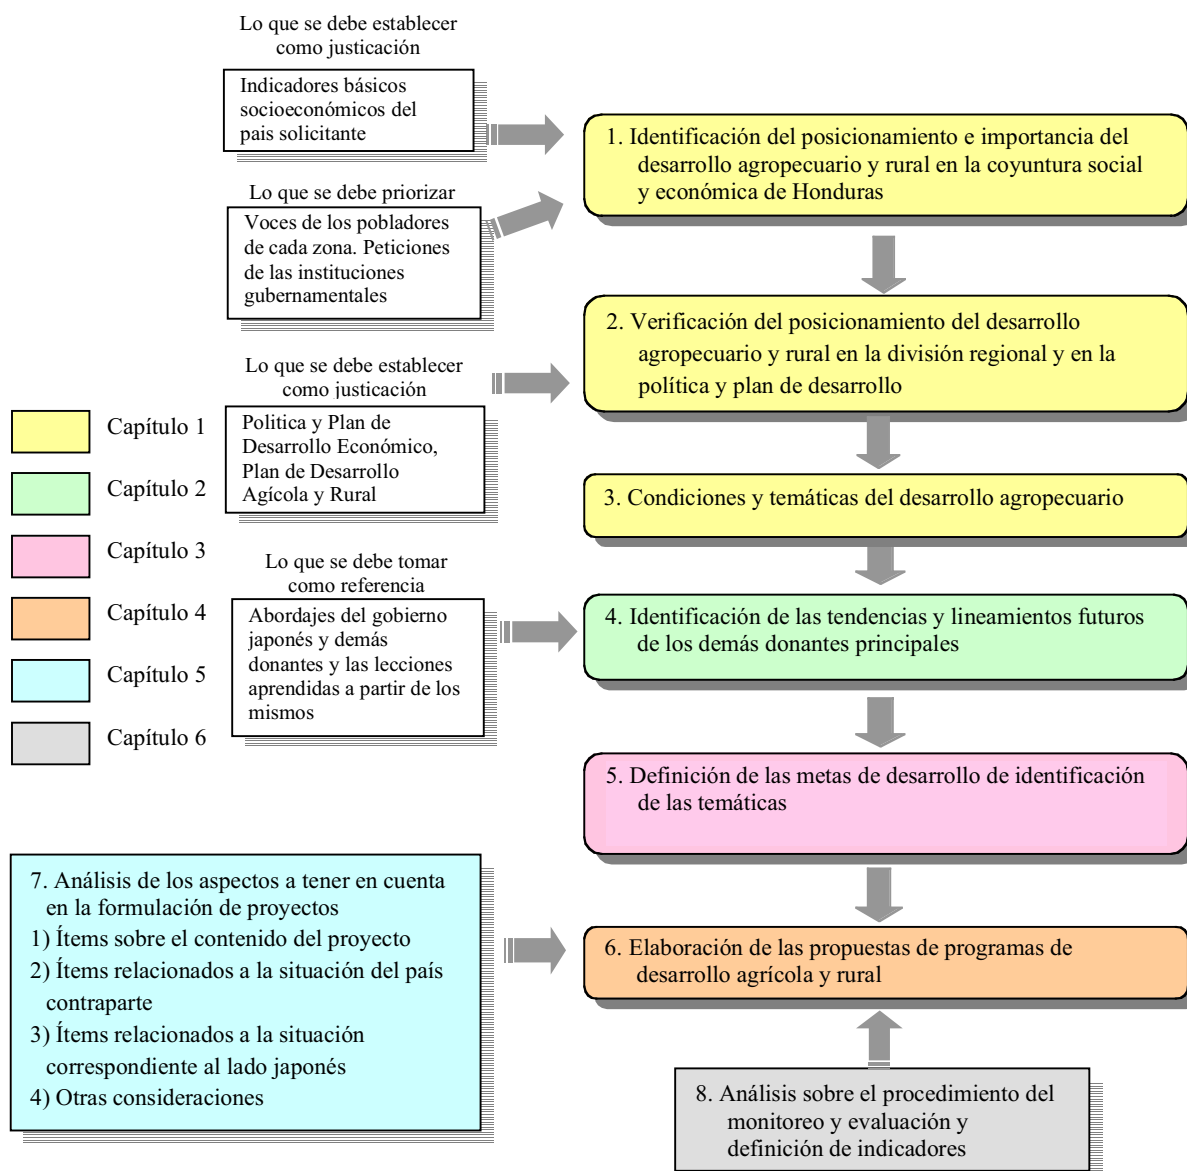 Lo que se debe establecer
como justicación
Indicadores básicos
socioeconómicos del
pais solicitante
1. Identificación del posicionamiento e importancia del
desarrollo agropecuario y rural en la coyuntura social
y económica de Honduras
Lo que se debe priorizar
Voces de los pobladores
de cada zona. Peticiones
de las instituciones
gubernamentales
2. Verificación del posicionamiento del desarrollo
agropecuario y rural en la división regional y en la
política y plan de desarrollo
Lo que se debe establecer
como justicación
Politica y Plan de
Desarrollo Económico,
Plan de Desarrollo
Agícola y Rural
Capítulo 1
Capítulo 2
Capítulo 3
Capítulo 4
Capítulo 5
Capítulo 6
3. Condiciones y temáticas del desarrollo agropecuario
Lo que se debe tomar
como referencia
Abordajes del gobierno
japonés y demás
donantes y las lecciones
aprendidas a partir de los
mismos
4. Identificación de las tendencias y lineamientos futuros
de los demás donantes principales
5. Definición de las metas de desarrollo de identificación
de las temáticas
7. Análisis de los aspectos a tener en cuenta
en la formulación de proyectos
1) Ítems sobre el contenido del proyecto
2) Ítems relacionados a la situación del país
contraparte
3) Ítems relacionados a la situación
correspondiente al lado japonés
4) Otras consideraciones
6. Elaboración de las propuestas de programas de
desarrollo agrícola y rural
8. Análisis sobre el procedimiento del
monitoreo y evaluación y
definición de indicadores